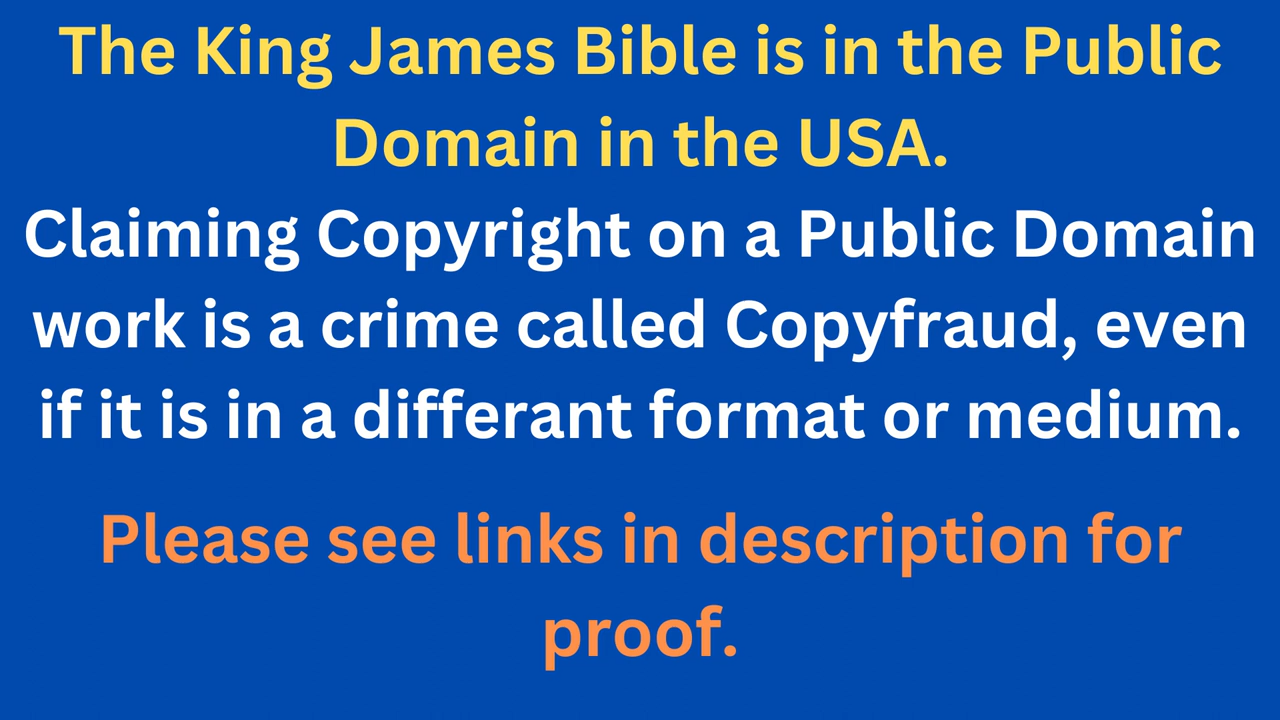 The King James Bible is in the Public
Domain in the USA.
Claiming Copyright on a Public Domain
work is a crime called Copyfraud, even
if it is in a differant format or medium.
Please see links in description for
proof.